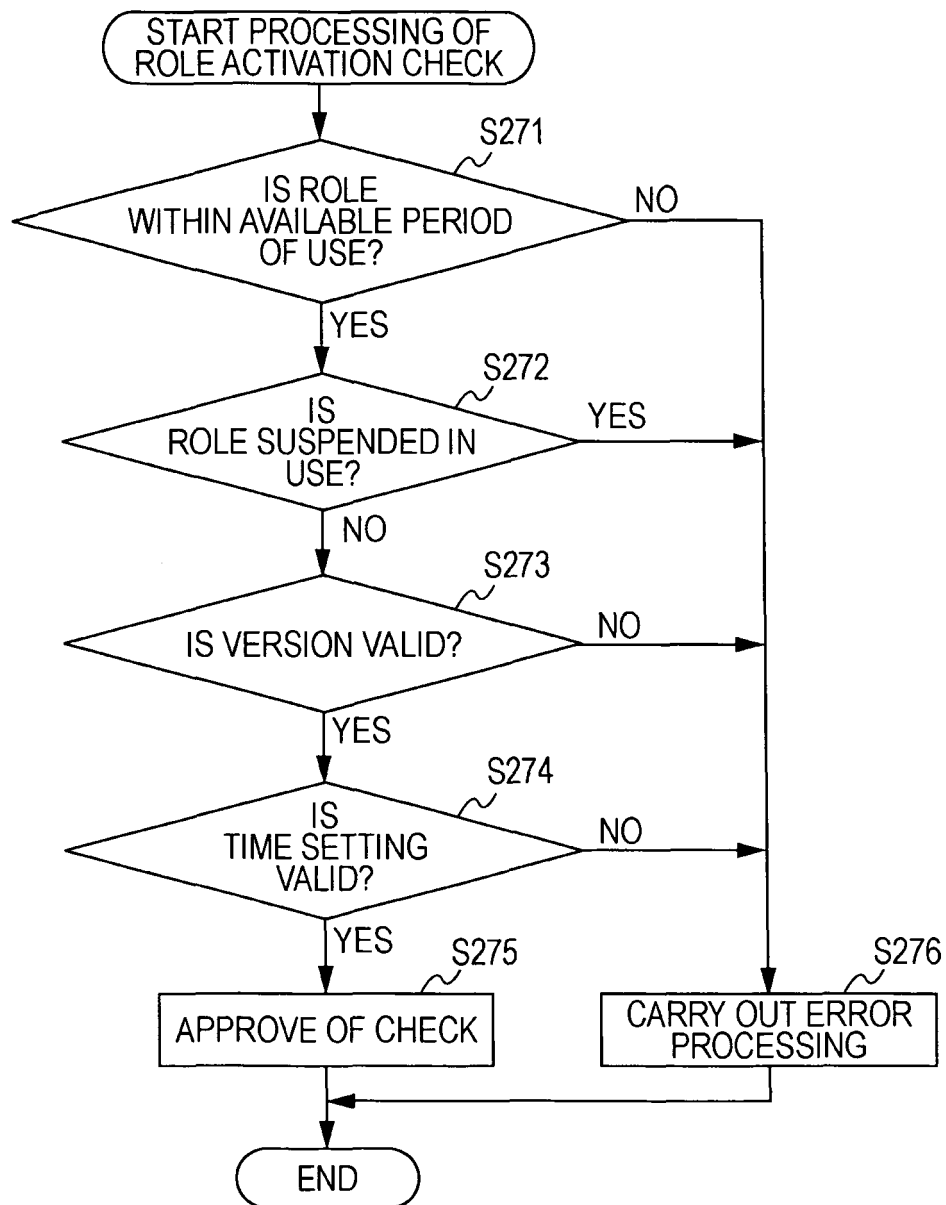 START PROCESSING OF
ROLE ACTIVATION CHECK
S271
IS ROLE
WITHIN AVAILABLE PERIOD
OF USE?
NO
YES
S272
IS
ROLE SUSPENDED IN
USE?
YES
NO
S273
IS VERSION VALID?
NO
YES
S274
IS
TIME SETTING
VALID?
NO
YES
S275
APPROVE OF CHECK
S276
CARRY OUT ERROR
PROCESSING
END